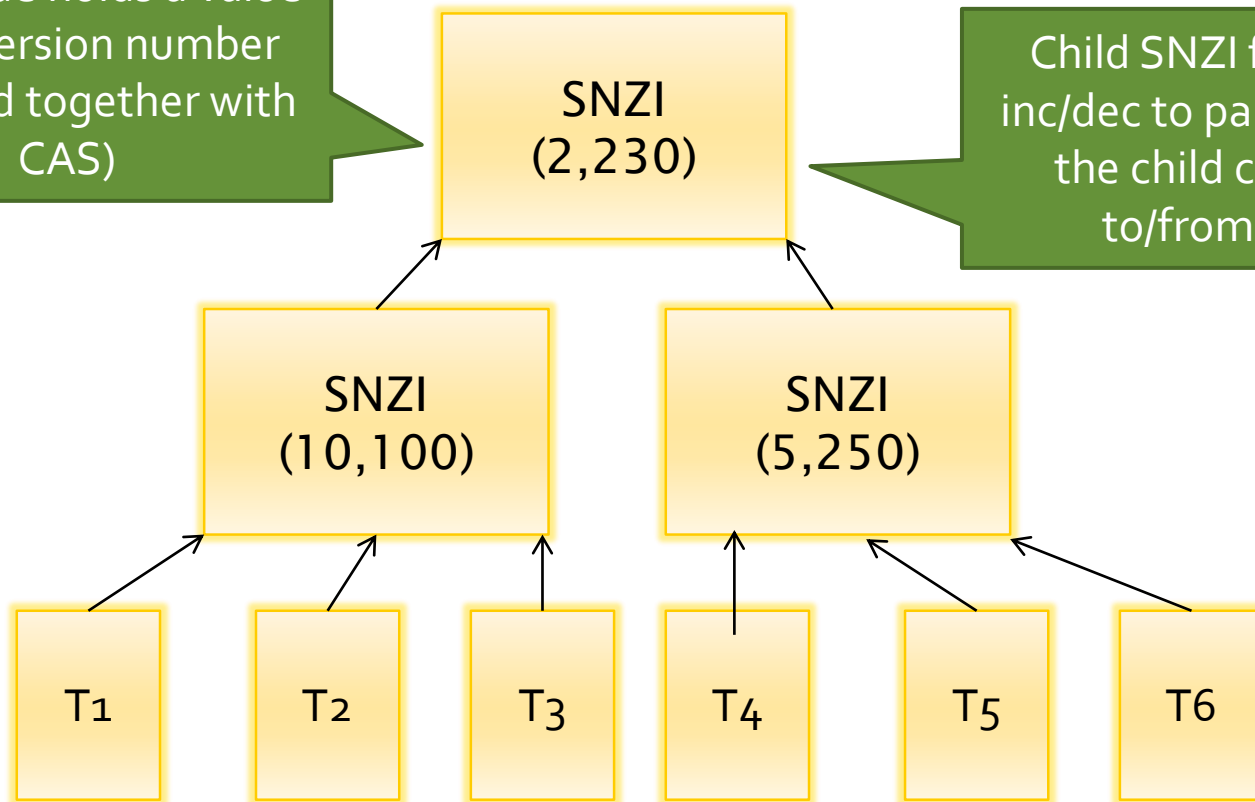 ersion number
together with
CAS)
Child SNZI
inc/dec to
the child
to/from
SNZI
(2,230)
SNZI
(10,100)
SNZI
(5,250)
T1
T2
T3
T4
T5
T6